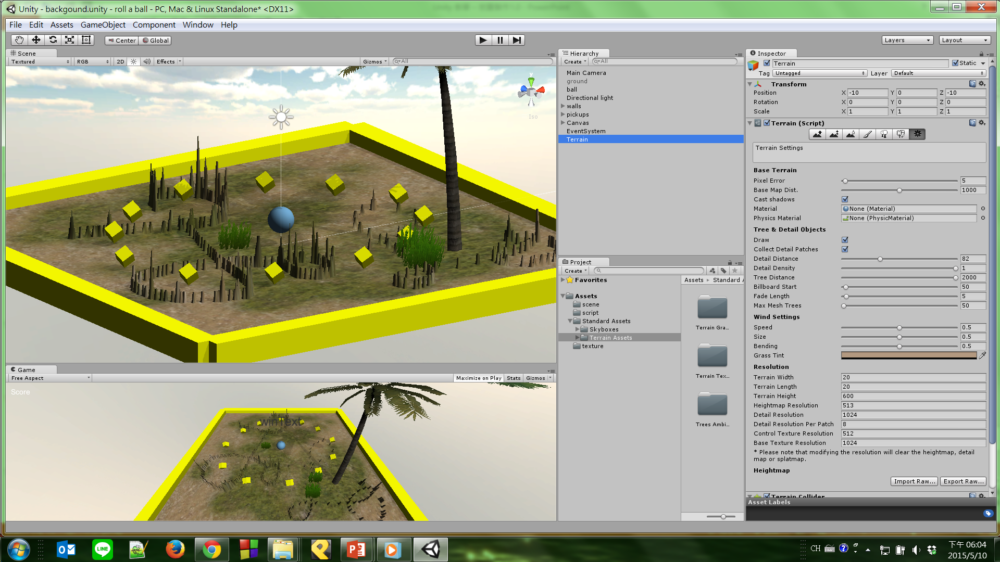 Unity - backgound.unity - roll a ball - PC, Mac & Linux Standalone* <DX11>
File Edit Assets GameObject Component Window Help
Center Global
Layers Layout
Scene
Textured RGB 2D Effects Gizmos All
Y
Iso
Game
Free Aspect Maximize on Play Stats Gizmos
Score
winText
Hierarchy
Create All
Main Camera
ground
ball
Directional light
walls
pickups
Canvas
EventSystem
Terrain
Project
Create
Favorites
Assets
scene
script
Standard Assets
Skyboxes
Terrain Assets
texture
Assets Standard A
Terrain Gra...
Terrain Tex...
Trees Ambi...
Inspector
Terrain Static
Tag Untagged Layer Default
Transform
Position X -10 Y 0 Z -10
Rotation X 0 Y 0 Z 0
Scale X 1 Y 1 Z 1
Terrain (Script)
Terrain Settings
Base Terrain
Pixel Error 5
Base Map Dist. 1000
Cast shadows
Material None (Material)
Physics Material None (PhysicMaterial)
Tree & Detail Objects
Draw
Collect Detail Patches
Detail Distance 82
Detail Density 1
Tree Distance 2000
Billboard Start 50
Fade Length 5
Max Mesh Trees 50
Wind Settings
Speed 0.5
Size 0.5
Bending 0.5
Grass Tint
Resolution
Terrain Width 20
Terrain Length 20
Terrain Height 600
Heightmap Resolution 513
Detail Resolution 1024
Detail Resolution Per Patch 8
Control Texture Resolution 512
Base Texture Resolution 1024
* Please note that modifying the resolution will clear the heightmap, detail
map or splatmap.
Heightmap
Import Raw... Export Raw...
Terrain Collider
Asset Labels
LINE
CH
下午 06:04
2015/5/10